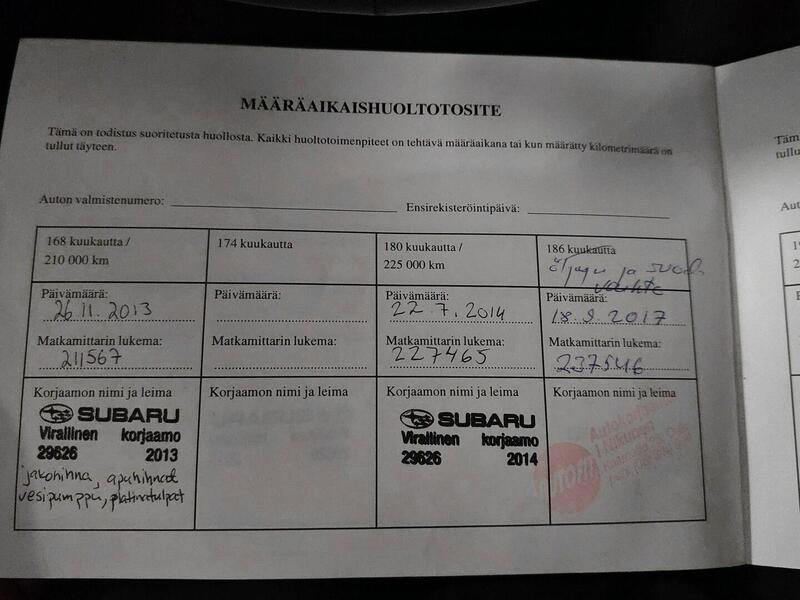 MÄÄRÄAIKAISHUOLTOTOSITE
Tämä on todistus suoritetusta huollosta. Kaikki huoltotoimenpiteet on tehtävä määräaikana tai kun määrätty kilometrimäärä on
tullut täyteen.
Auton valmistenumero:
Ensirekisteröintipäivä:
168 kuukautta /
210 000 km
Päivämäärä:
26.11.2013
Matkamittarin lukema:
211567
Korjaamon nimi ja leima
SUBARU
Virallinen korjaamo
29626 2013
jakohihna, apuhihnat
vesipumppu, platinatulpat
174 kuukautta
Päivämäärä:
Matkamittarin lukema:
Korjaamon nimi ja leima
180 kuukautta /
225 000 km
Päivämäärä:
22.7.2014
Matkamittarin lukema:
227465
Korjaamon nimi ja leima
SUBARU
Virallinen korjaamo
29626 2014
186 kuukautta
öljyn ja
vaihto
Päivämäärä:
18.9.2017
Matkamittarin lukema:
237546
Korjaamon nimi ja leima
Täm
tullu